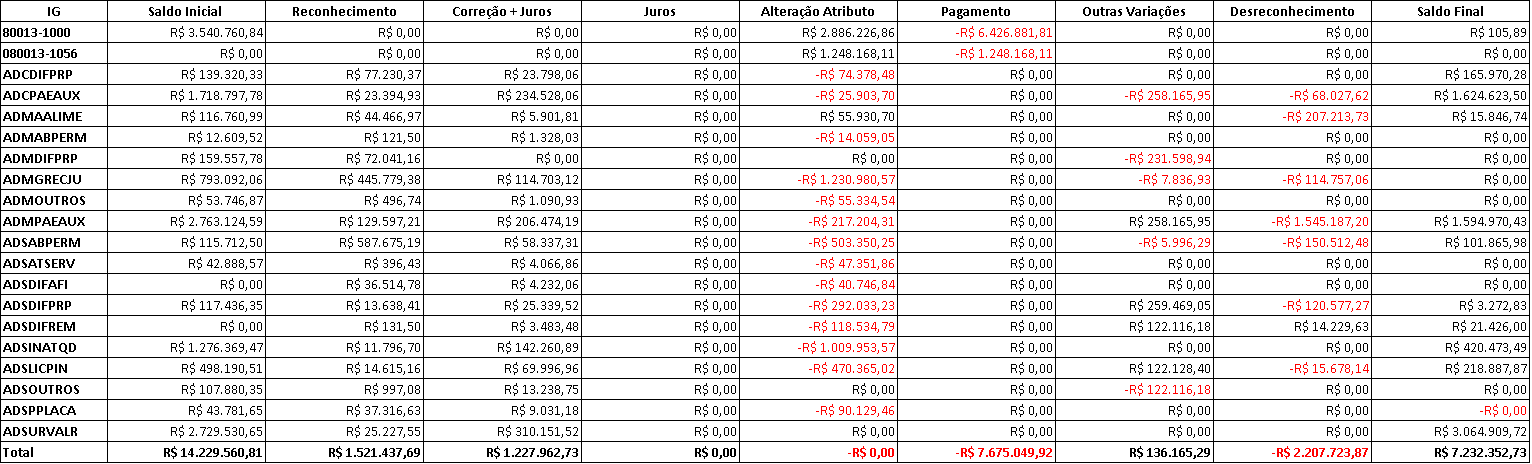 IG Saldo Inicial Reconhecimento Correção + Juros Juros Alteração Atributo Pagamento Outras Variações Desreconhecimento Saldo Final
80013-1000 R$ 3.540.760,84 R$ 0,00 R$ 0,00 R$ 0,00 R$ 2.886.226,86 -R$ 6.426.881,81 R$ 0,00 R$ 0,00 R$ 105,89
080013-1056 R$ 0,00 R$ 0,00 R$ 0,00 R$ 0,00 R$ 1.248.168,11 -R$ 1.248.168,11 R$ 0,00 R$ 0,00 R$ 0,00
ADCDIFPRP R$ 139.320,33 R$ 77.230,37 R$ 23.798,06 R$ 0,00 -R$ 74.378,48 R$ 0,00 R$ 0,00 R$ 0,00 R$ 165.970,28
ADCPAEAUX R$ 1.718.797,78 R$ 23.394,93 R$ 234.528,06 R$ 0,00 -R$ 25.903,70 R$ 0,00 -R$ 258.165,95 -R$ 68.027,62 R$ 1.624.623,50
ADMAALIME R$ 116.760,99 R$ 44.466,97 R$ 5.901,81 R$ 0,00 R$ 55.930,70 R$ 0,00 R$ 0,00 -R$ 207.213,73 R$ 15.846,74
ADMABPERM R$ 12.609,52 R$ 121,50 R$ 1.328,03 R$ 0,00 -R$ 14.059,05 R$ 0,00 R$ 0,00 R$ 0,00 R$ 0,00
ADMDIFPRP R$ 159.557,78 R$ 72.041,16 R$ 0,00 R$ 0,00 R$ 0,00 R$ 0,00 -R$ 231.598,94 R$ 0,00 R$ 0,00
ADMGRECJU R$ 793.092,06 R$ 445.779,38 R$ 114.703,12 R$ 0,00 -R$ 1.230.980,57 R$ 0,00 -R$ 7.836,93 -R$ 114.757,06 R$ 0,00
ADMOUTROS R$ 53.746,87 R$ 496,74 R$ 1.090,93 R$ 0,00 -R$ 55.334,54 R$ 0,00 R$ 0,00 R$ 0,00 R$ 0,00
ADMPAEAUX R$ 2.763.124,59 R$ 129.597,21 R$ 206.474,19 R$ 0,00 -R$ 217.204,31 R$ 0,00 R$ 258.165,95 -R$ 1.545.187,20 R$ 1.594.970,43
ADSABPERM R$ 115.712,50 R$ 587.675,19 R$ 58.337,31 R$ 0,00 -R$ 503.350,25 R$ 0,00 -R$ 5.996,29 -R$ 150.512,48 R$ 101.865,98
ADSATSERV R$ 42.888,57 R$ 396,43 R$ 4.066,86 R$ 0,00 -R$ 47.351,86 R$ 0,00 R$ 0,00 R$ 0,00 R$ 0,00
ADSDIFAFI R$ 0,00 R$ 36.514,78 R$ 4.232,06 R$ 0,00 -R$ 40.746,84 R$ 0,00 R$ 0,00 R$ 0,00 R$ 0,00
ADSDIFPRP R$ 117.436,35 R$ 13.638,41 R$ 25.339,52 R$ 0,00 -R$ 292.033,23 R$ 0,00 R$ 259.469,05 -R$ 120.577,27 R$ 3.272,83
ADSDIFREM R$ 0,00 R$ 131,50 R$ 3.483,48 R$ 0,00 -R$ 118.534,79 R$ 0,00 R$ 122.116,18 R$ 14.229,63 R$ 21.426,00
ADSINATQD R$ 1.276.369,47 R$ 11.796,70 R$ 142.260,89 R$ 0,00 -R$ 1.009.953,57 R$ 0,00 R$ 0,00 R$ 0,00 R$ 420.473,49
ADSLICPIN R$ 498.190,51 R$ 14.615,16 R$ 69.996,96 R$ 0,00 -R$ 470.365,02 R$ 0,00 R$ 122.128,40 -R$ 15.678,14 R$ 218.887,87
ADSOUTROS R$ 107.880,35 R$ 997,08 R$ 13.238,75 R$ 0,00 R$ 0,00 R$ 0,00 -R$ 122.116,18 R$ 0,00 R$ 0,00
ADSPPLACA R$ 43.781,65 R$ 37.316,63 R$ 9.031,18 R$ 0,00 -R$ 90.129,46 R$ 0,00 R$ 0,00 R$ 0,00 -R$ 0,00
ADSURVALR R$ 2.729.530,65 R$ 25.227,55 R$ 310.151,52 R$ 0,00 R$ 0,00 R$ 0,00 R$ 0,00 R$ 0,00 R$ 3.064.909,72
Total R$ 14.229.560,81 R$ 1.521.437,69 R$ 1.227.962,73 R$ 0,00 -R$ 0,00 -R$ 7.675.049,92 R$ 136.165,29 -R$ 2.207.723,87 R$ 7.232.352,73